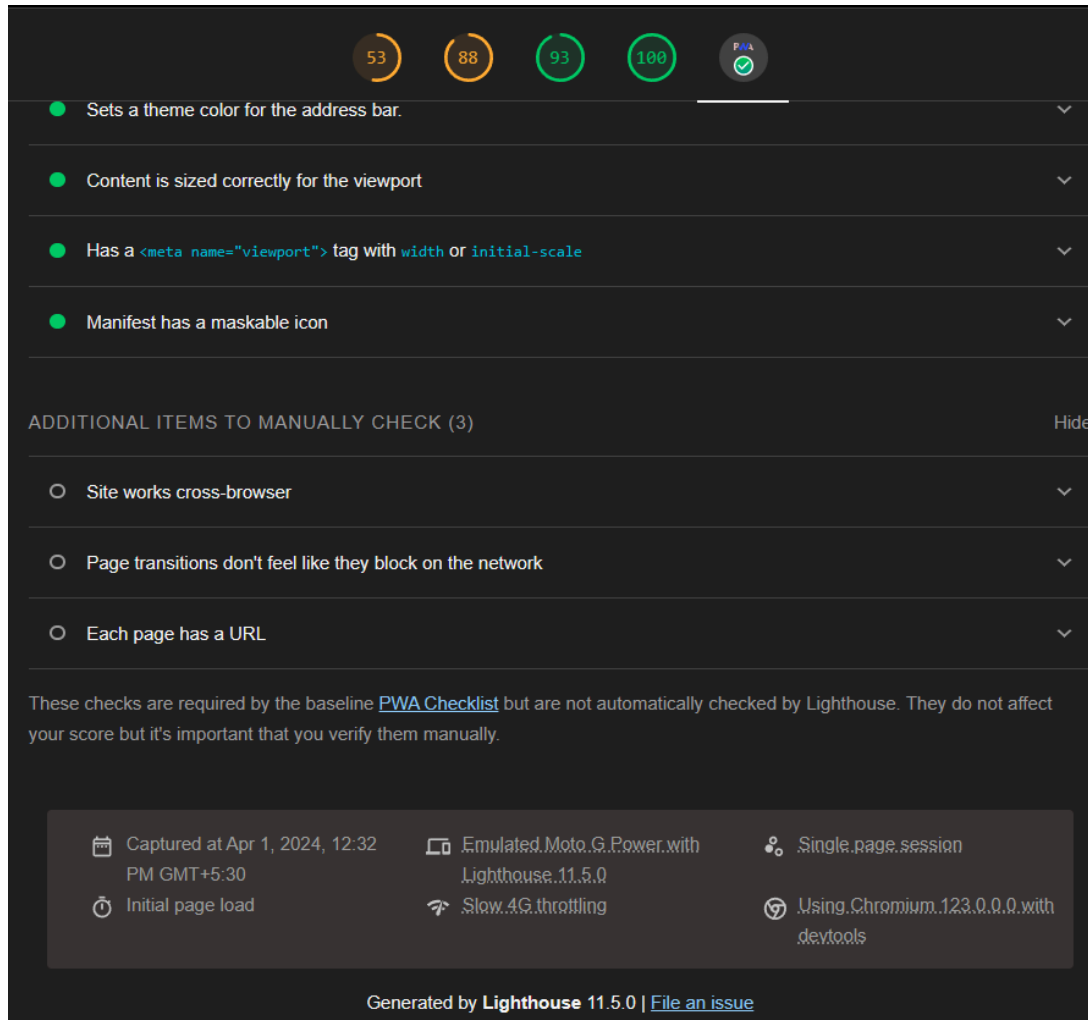 53 88 93 100 PWA
Sets a theme color for the address bar.
Content is sized correctly for the viewport
Has a <meta name="viewport"> tag with width or initial-scale
Manifest has a maskable icon
ADDITIONAL ITEMS TO MANUALLY CHECK (3) Hide
Site works cross-browser
Page transitions don't feel like they block on the network
Each page has a URL
These checks are required by the baseline PWA Checklist but are not automatically checked by Lighthouse. They do not affect
your score but it's important that you verify them manually.
Captured at Apr 1, 2024, 12:32
PM GMT+5:30
Emulated Moto G Power with
Lighthouse 11.5.0
Single page session
Initial page load
Slow 4G throttling
Using Chromium 123.0.0.0 with
devtools
Generated by Lighthouse 11.5.0 | File an issue